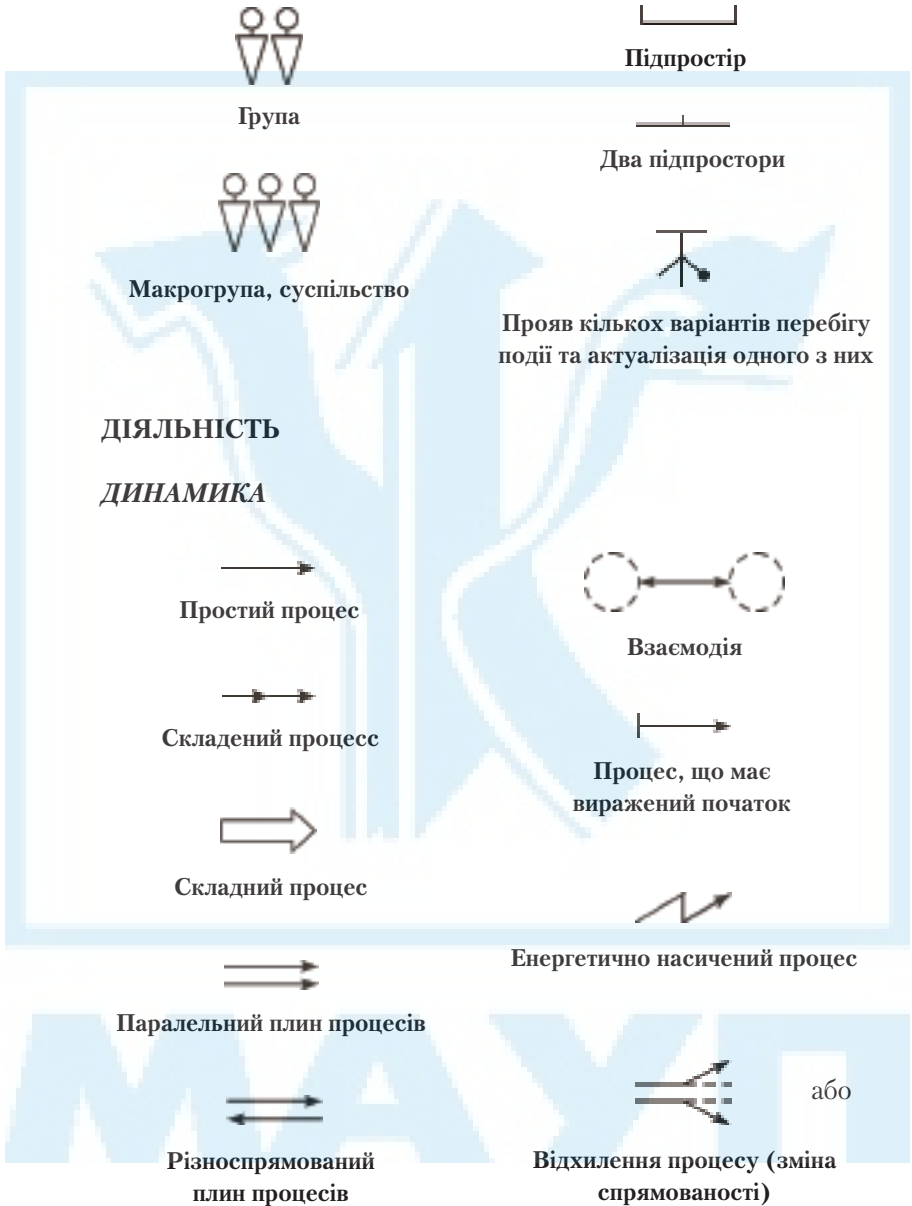 Група
Макрогрупа, суспільство
Підпростір
Два підпростори
Прояв кількох варіантів перебігу
події та актуалізація одного з них
ДІЯЛЬНІСТЬ
ДИНАМИКА
Простий процес
Складений процесс
Складний процес
Паралельний плин процесів
Різноспрямований
плин процесів
Взаємодія
Процес, що має
виражений початок
Енергетично насичений процес
або
Відхилення процесу (зміна
спрямованості)
МАУП